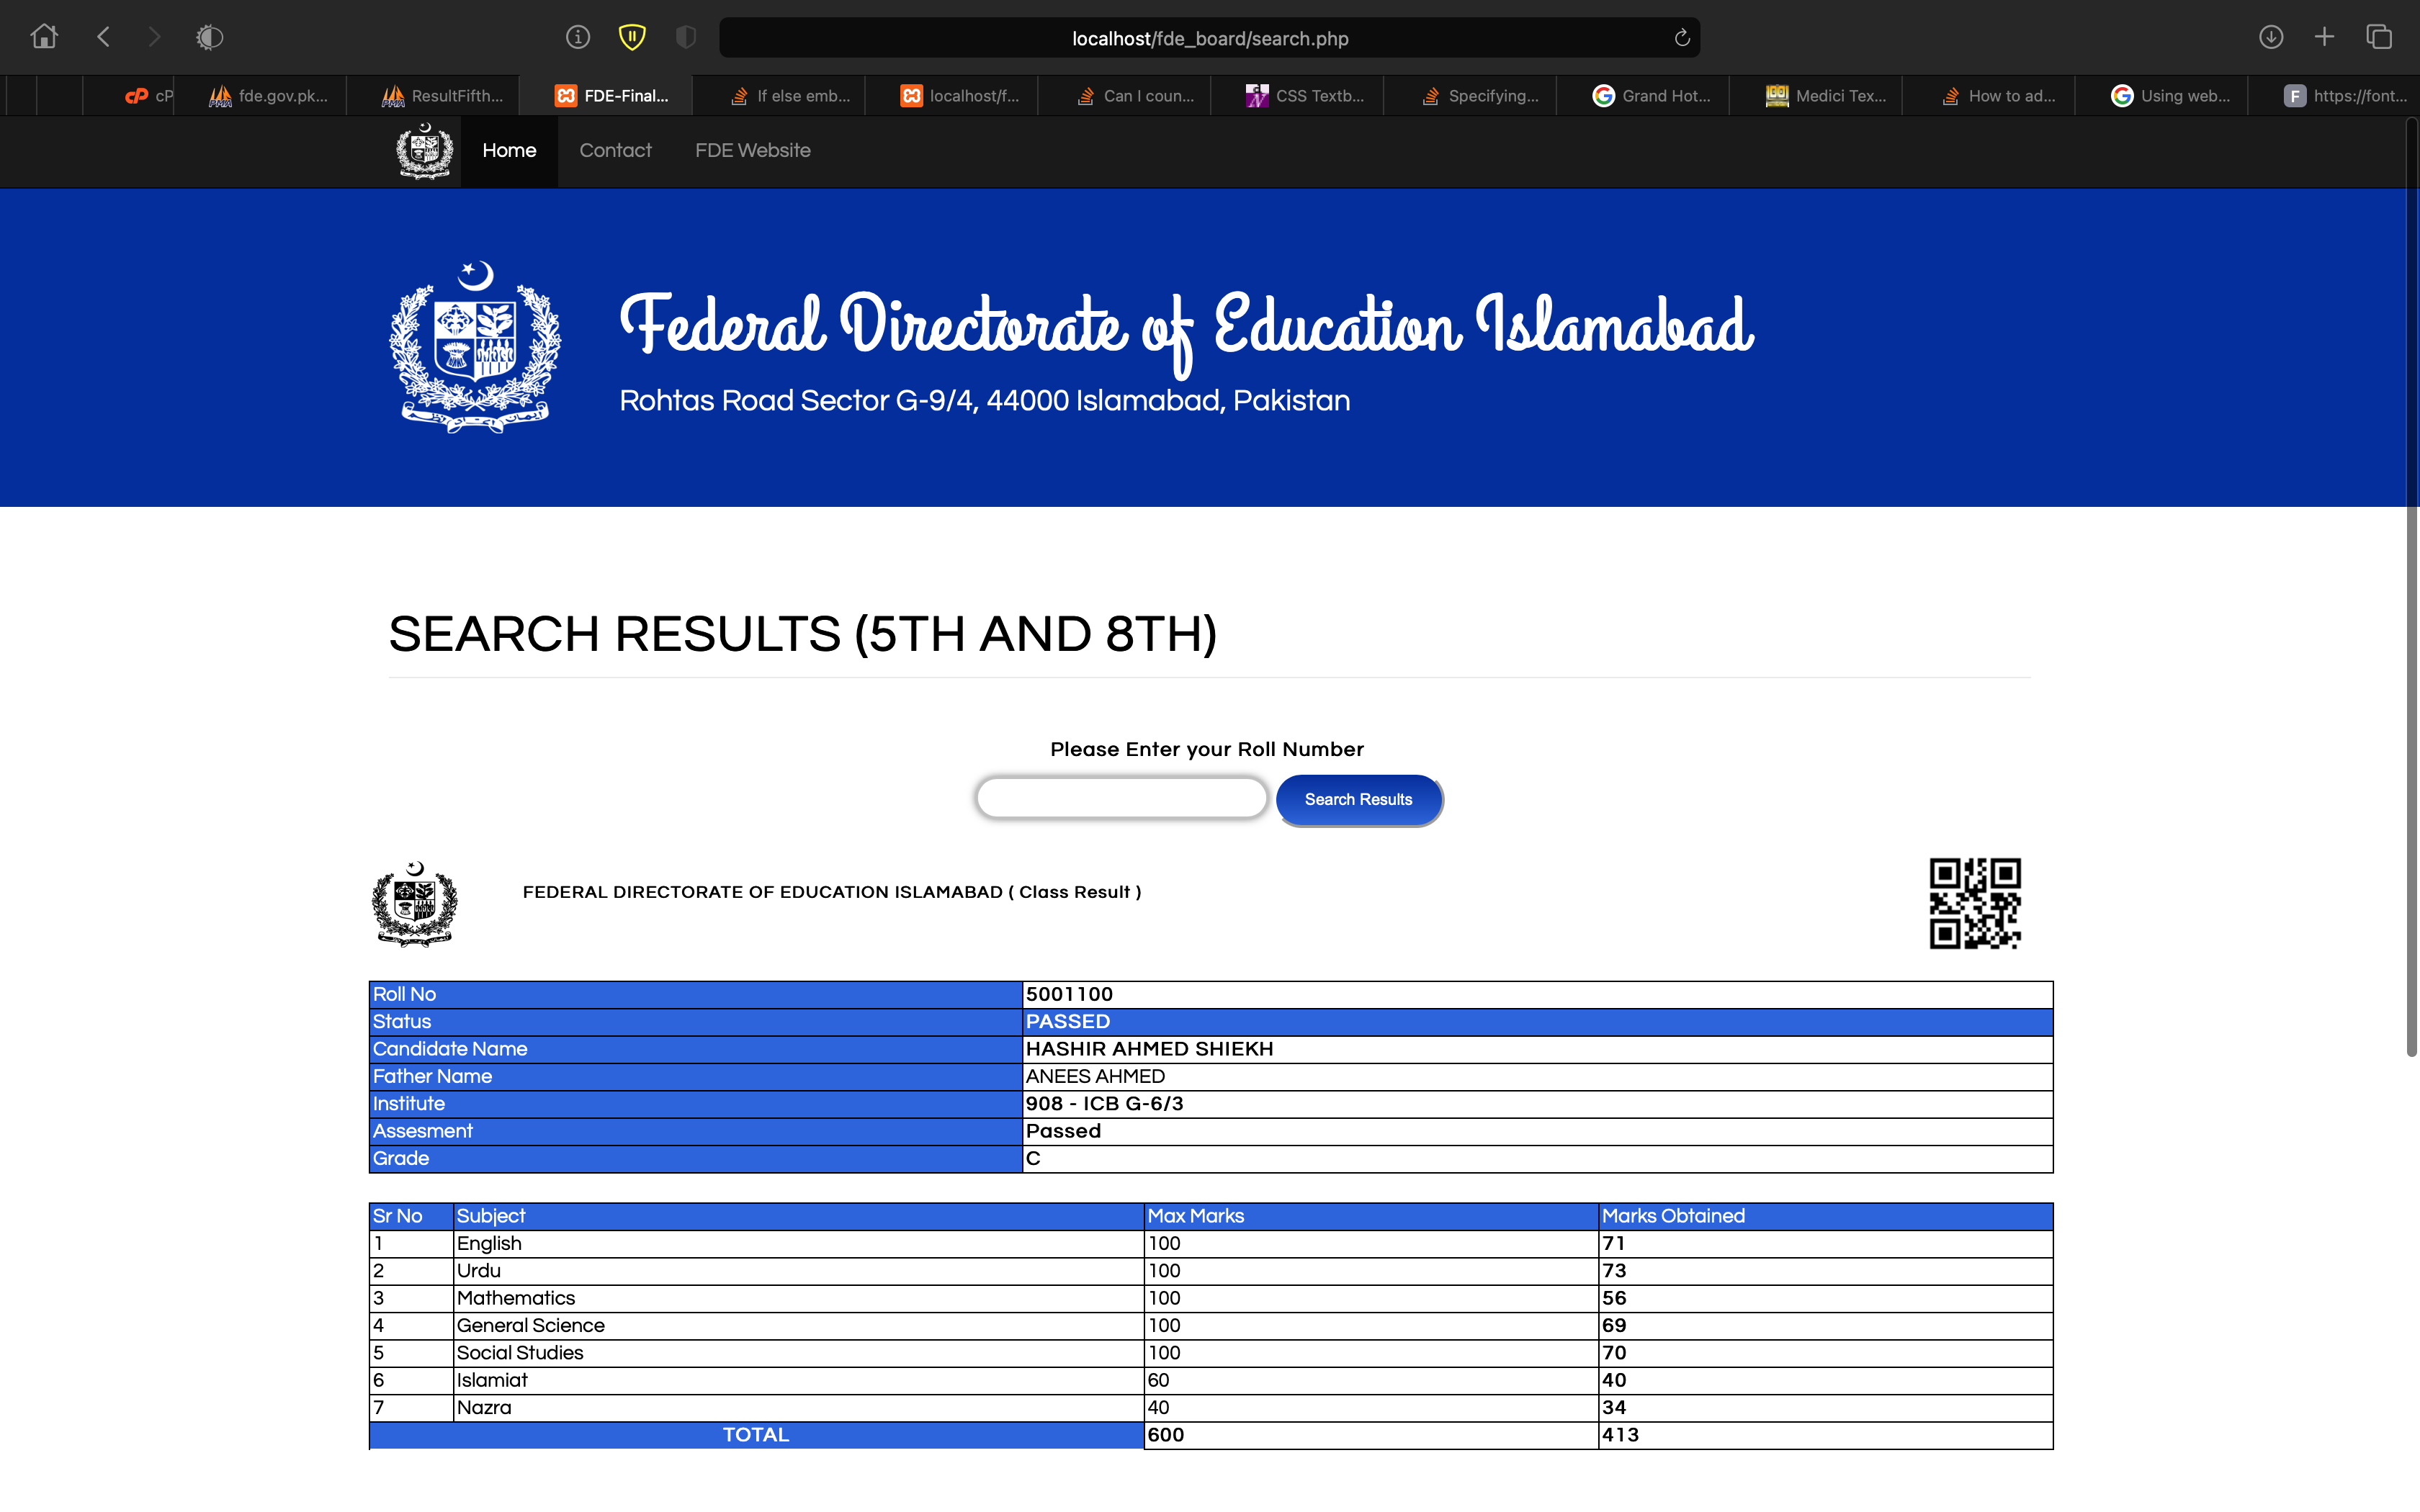 localhost/fde_board/search.php
cP
fde.gov.pk...
ResultFifth...
FDE-Final...
If else emb...
localhost/f...
Can I coun...
CSS Textb...
Specifying...
Grand Hot...
Medici Tex...
How to ad...
Using web...
https://font...
Home Contact FDE Website
Federal Directorate of Education Islamabad
Rohtas Road Sector G-9/4, 44000 Islamabad, Pakistan
SEARCH RESULTS (5TH AND 8TH)
Please Enter your Roll Number
Search Results
FEDERAL DIRECTORATE OF EDUCATION ISLAMABAD ( Class Result )
Roll No 5001100
Status PASSED
Candidate Name HASHIR AHMED SHIEKH
Father Name ANEES AHMED
Institute 908 - ICB G-6/3
Assesment Passed
Grade C
Sr No Subject Max Marks Marks Obtained
1 English 100 71
2 Urdu 100 73
3 Mathematics 100 56
4 General Science 100 69
5 Social Studies 100 70
6 Islamiat 60 40
7 Nazra 40 34
TOTAL 600 413